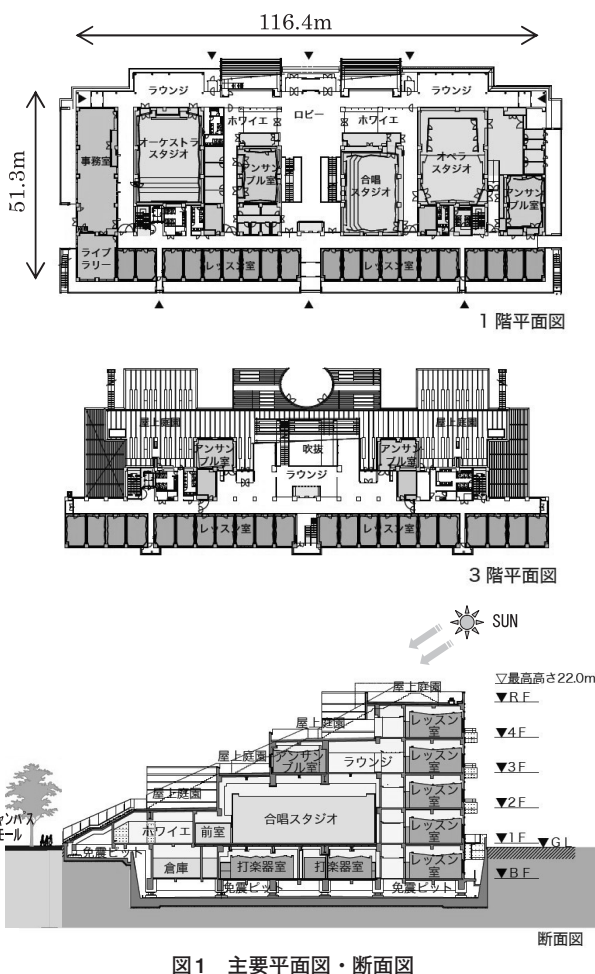 116.4m
51.3m
ラウンジ
ラウンジ
ロビー
ホワイエ
ホワイエ
オーケストラ
スタジオ
オペラ
スタジオ
事務室
アンサン
ブル室
合唱
スタジオ
アンサン
ブル室
ライブ
ラリー
レッスン室
レッスン室
1階平面図
屋上庭園
屋上庭園
吹抜
アンサン
ブル室
アンサン
ブル室
ラウンジ
レッスン室
レッスン室
3階平面図
SUN
▽最高高さ22.0m
屋上庭園
▼RF
レッスン
室
屋上庭園
▼4F
屋上庭園
アンサン
ブル室
ラウンジ
レッスン
室
▼3F
屋上庭園
レッスン
室
▼2F
合唱スタジオ
ャンパス
モール
ホワイエ
前室
レッスン
室
▼1F
▼GL
免震ピット
倉庫
打楽器室
打楽器室
レッスン
室
▼BF
免震ピット
免震ピット
断面図
図1 主要平面図・断面図